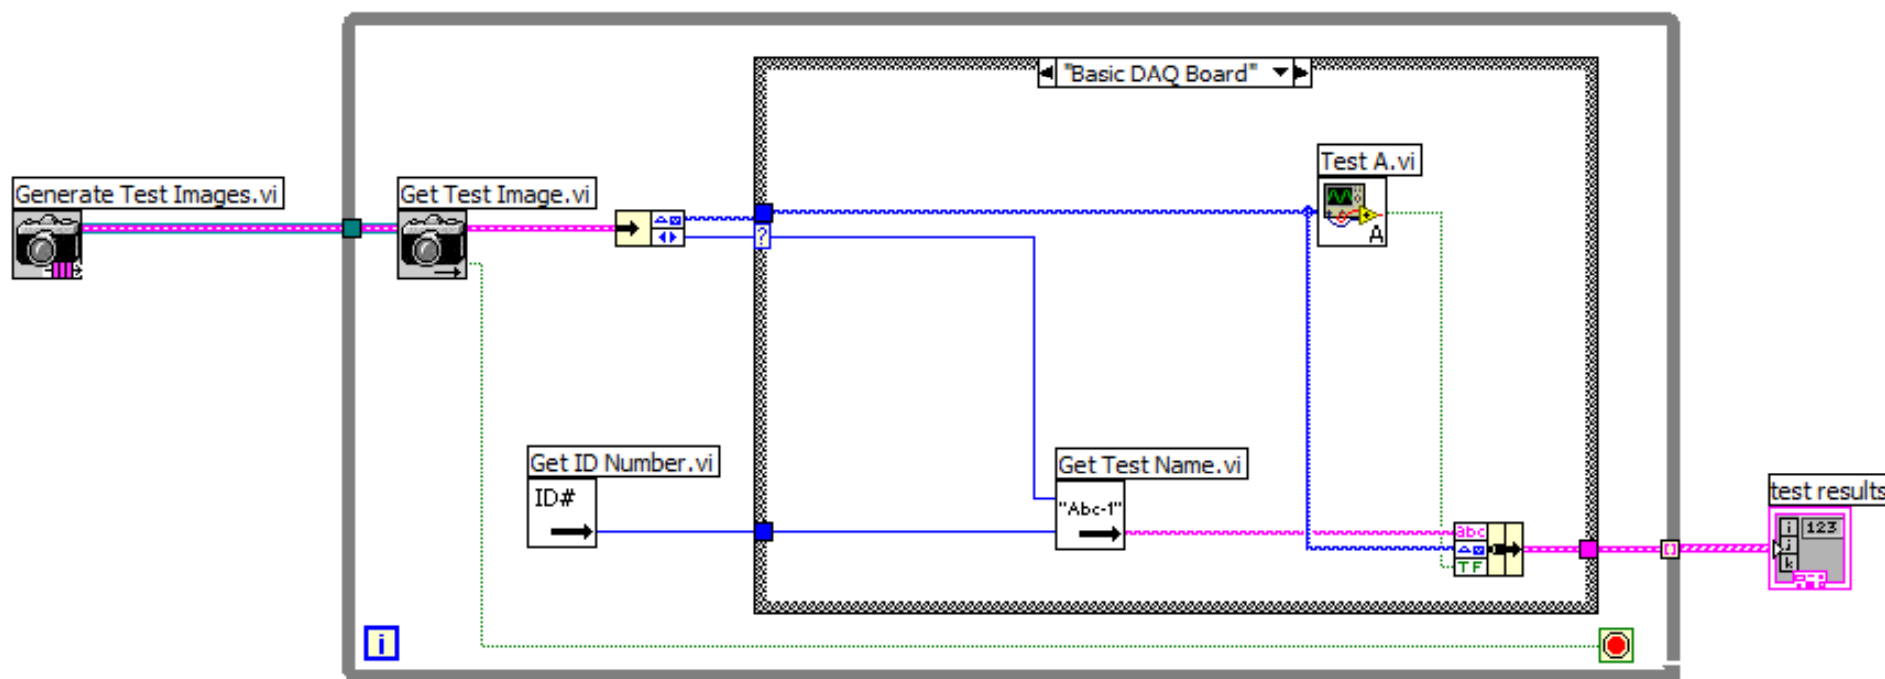 "Basic DAQ Board"
Test A.vi
Generate Test Images.vi
Get Test Image.vi
A
?
Get ID Number.vi
Get Test Name.vi
test results
ID#
"Abc-1"
abc
TF
i
123
j
k
i